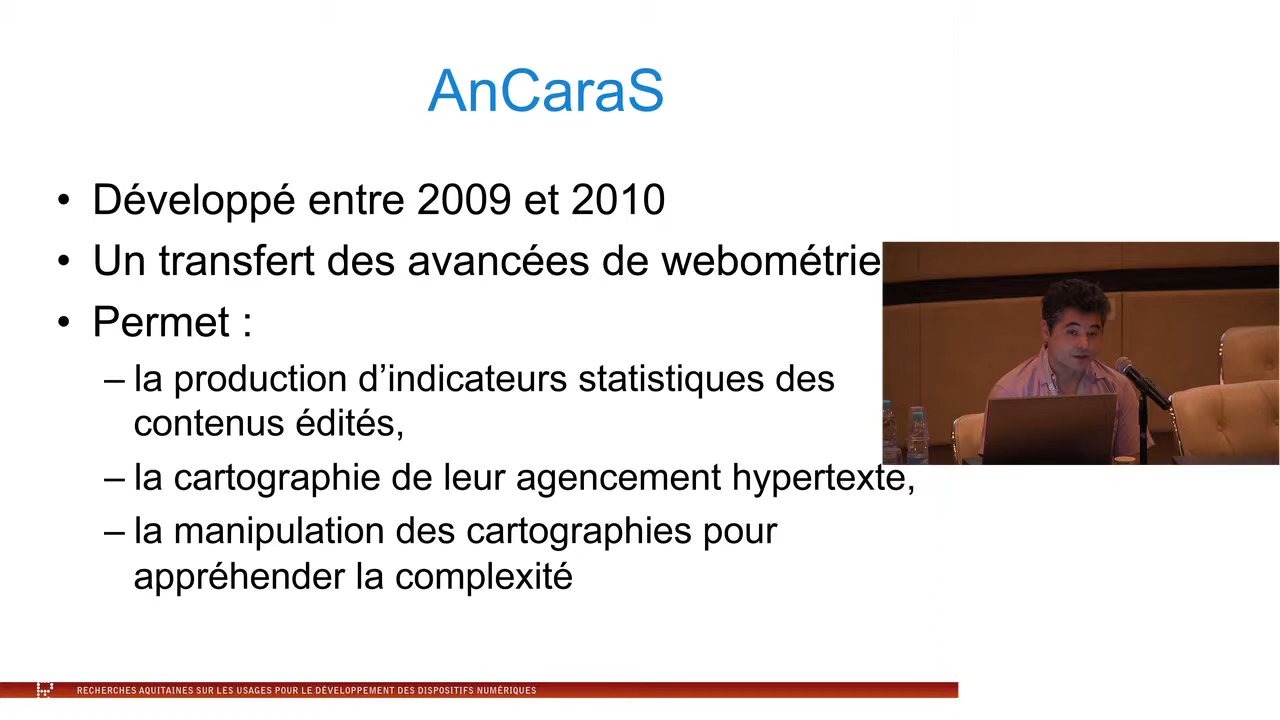 AnCaraS
• Développé entre 2009 et 2010
• Un transfert des avancées de webométrie
• Permet :
– la production d’indicateurs statistiques des
contenus édités,
– la cartographie de leur agencement hypertexte,
– la manipulation des cartographies pour
appréhender la complexité
RECHERCHES AQUITAINES SUR LES USAGES POUR LE DÉVELOPPEMENT DES DISPOSITIFS NUMÉRIQUES